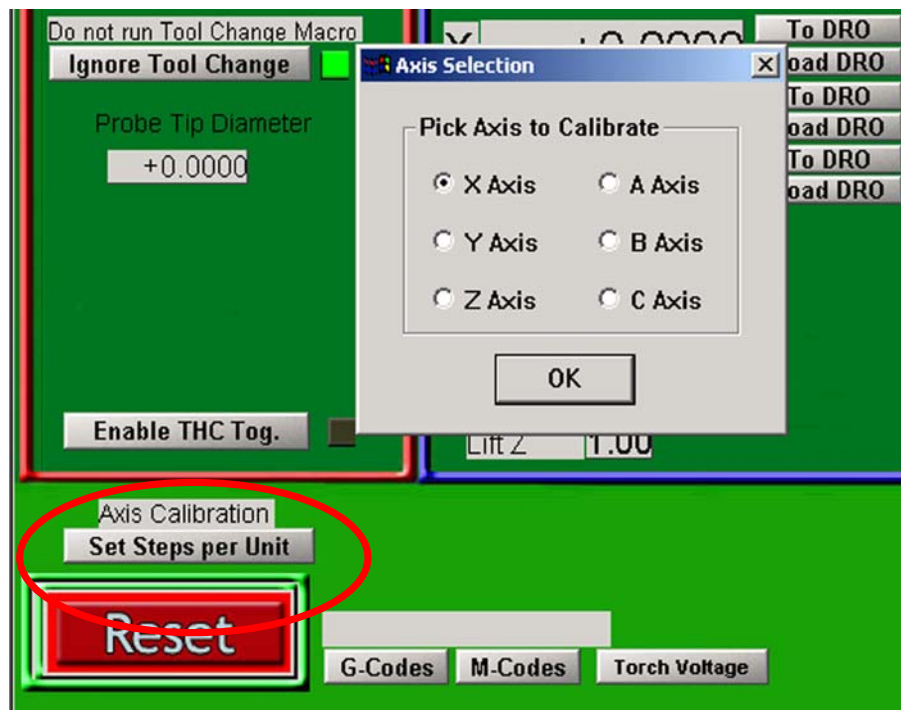 Do not run Tool Change Macro
Ignore Tool Change
Probe Tip Diameter
+0.0000
Enable THC Tog.
To DRO
oad DRO
To DRO
oad DRO
To DRO
oad DRO
Axis Selection
Pick Axis to Calibrate
X Axis
A Axis
Y Axis
B Axis
Z Axis
C Axis
OK
Lift Z 1.00
Axis Calibration
Set Steps per Unit
Reset
G-Codes
M-Codes
Torch Voltage